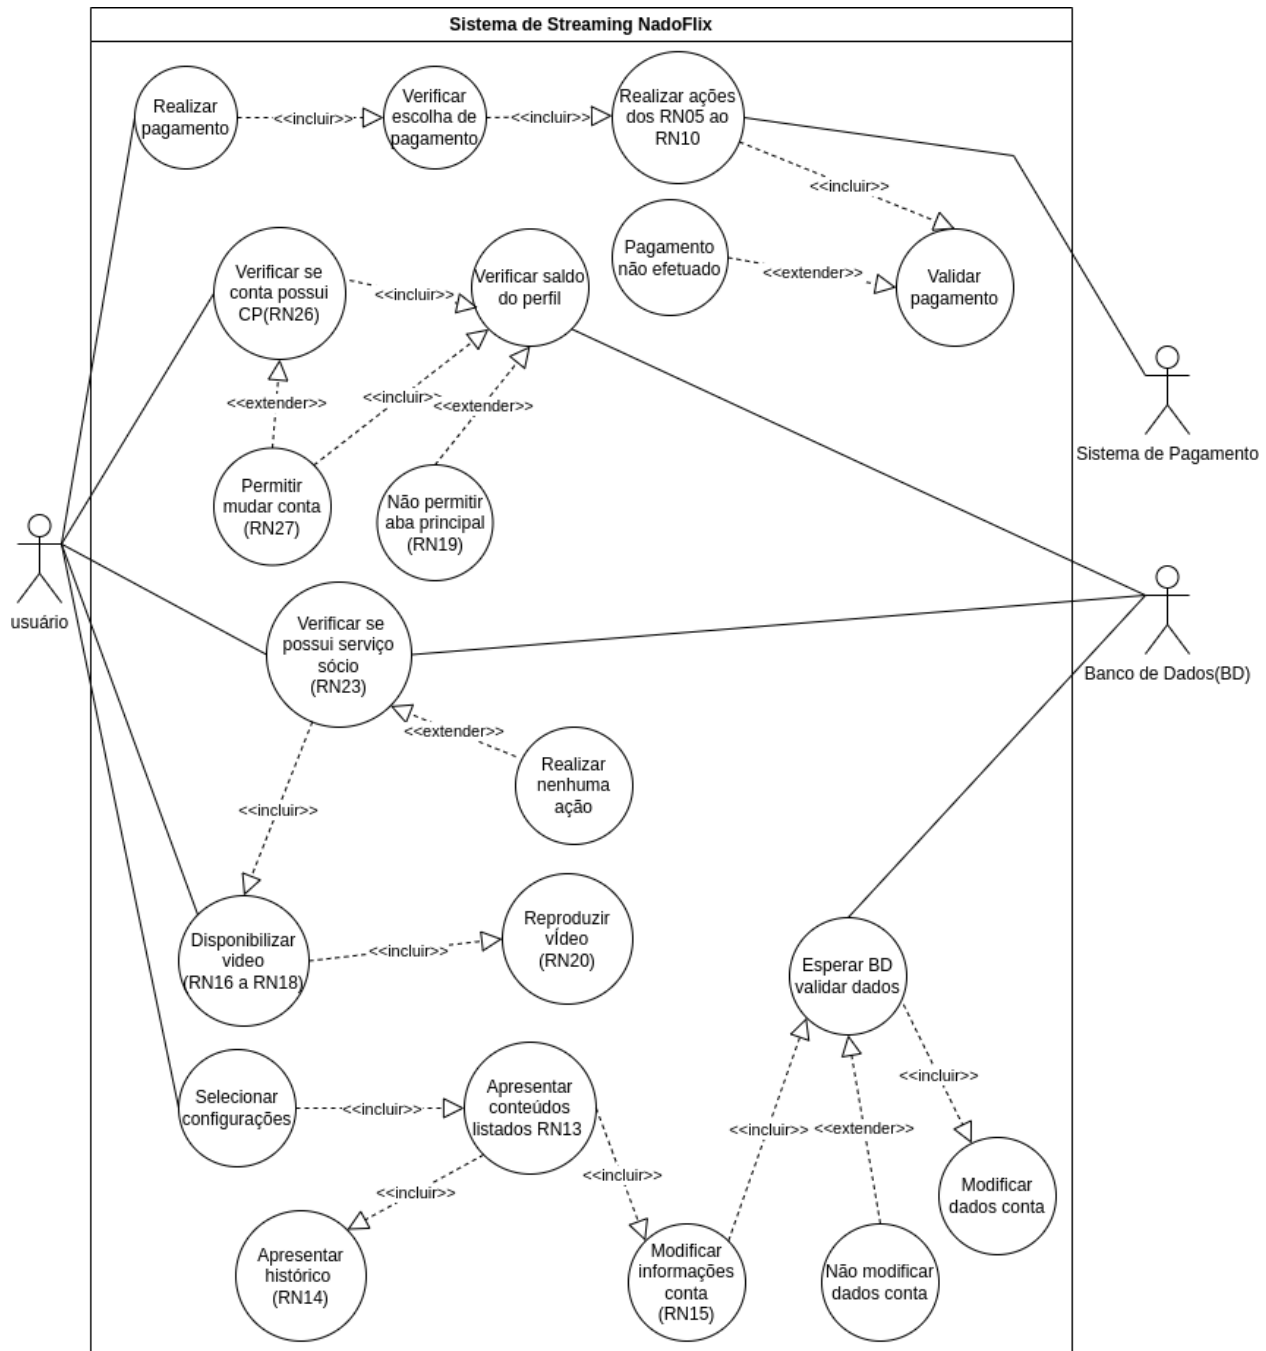 Sistema de Streaming NadoFlix
Realizar
pagamento
<<incluir>>
Verificar
escolha de
pagamento
<<incluir>>
Realizar ações
dos RN05 ao
RN10
<<incluir>>
Pagamento
não efetuado
<<extender>>
Validar
pagamento
Verificar se
conta possui
CP(RN26)
<<incluir>>
Verificar saldo
do perfil
<<extender>>
<<incluir>>
<<extender>>
Permitir
mudar conta
(RN27)
Não permitir
aba principal
(RN19)
Sistema de Pagamento
usuário
Verificar se
possui serviço
sócio
(RN23)
Banco de Dados(BD)
<<extender>>
Realizar
nenhuma
ação
<<incluir>>
Disponibilizar
video
(RN16 a RN18)
<<incluir>>
Reproduzir
vÍdeo
(RN20)
Esperar BD
validar dados
Selecionar
configurações
<<incluir>>
Apresentar
conteúdos
listados RN13
<<incluir>>
<<incluir>>
<<incluir>>
<<extender>>
<<incluir>>
Modificar
dados conta
Apresentar
histórico
(RN14)
Modificar
informações
conta
(RN15)
Não modificar
dados conta